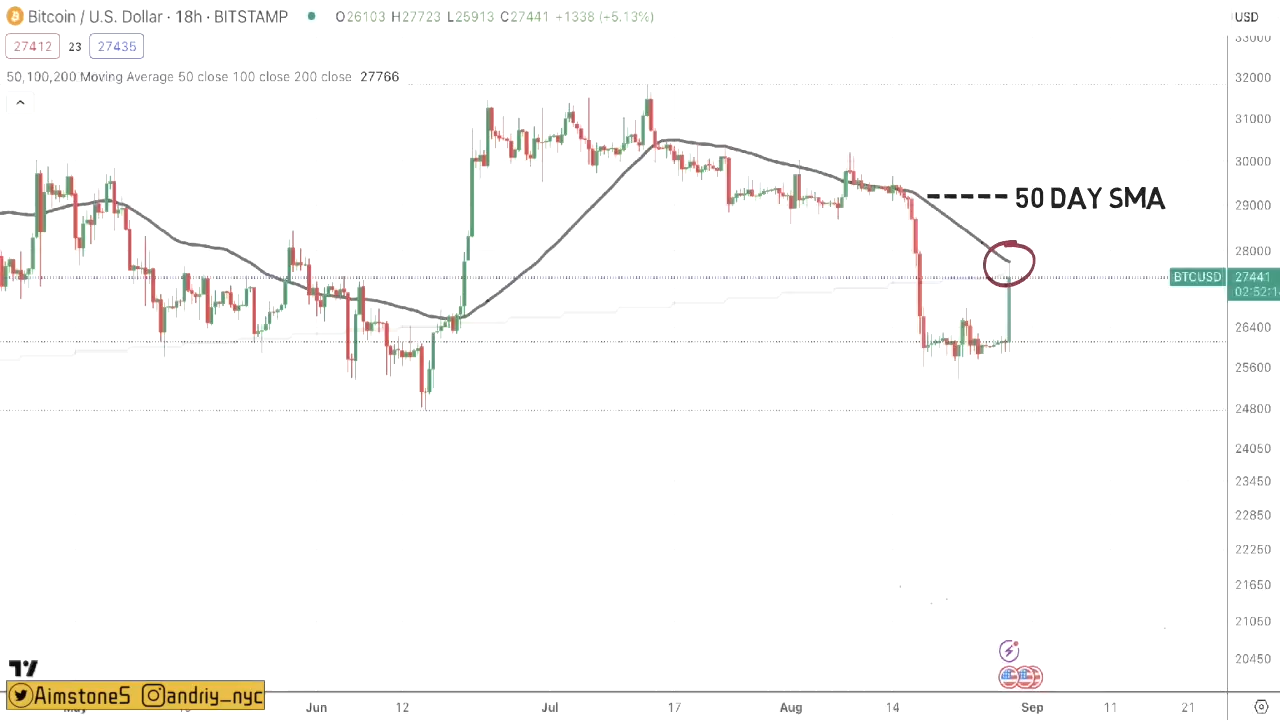 Bitcoin / U.S. Dollar · 18h · BITSTAMP O26103 H27723 L25913 C27441 +1338 (+5.13%)
USD
27412 23 27435
33000
50,100,200 Moving Average 50 close 100 close 200 close 27766
32000
31000
30000
50 DAY SMA
29000
28000
BTCUSD 27441
02:52:1
26400
25600
24800
24050
23450
22850
22250
21650
21050
20450
Aimstone5 andriy_nyc
Jun 12 Jul 17 Aug 14 Sep 11 21